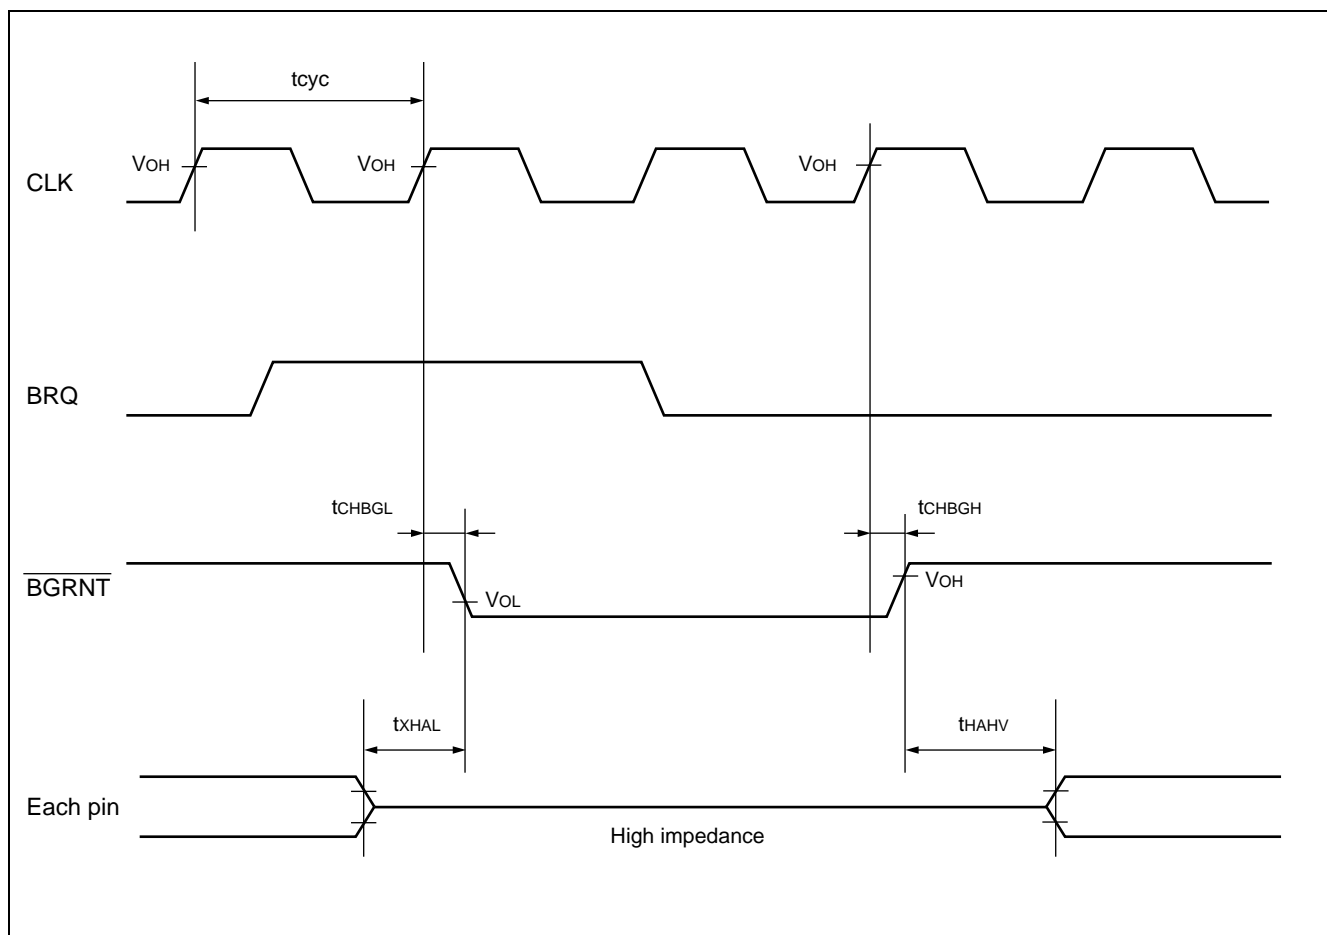 tcyc
VOH
VOH
VOH
CLK
BRQ
tCHBGL
tCHBGH
BGRNT
VOL
VOH
tXHAL
tHAHV
Each pin
High impedance